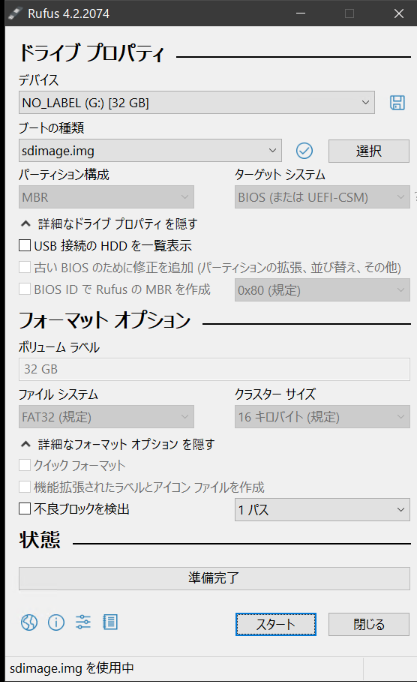 Rufus 4.2.2074
ドライブ プロパティ
デバイス
NO_LABEL (G:) [32 GB]
ブートの種類
sdimage.img
選択
パーティション構成
ターゲット システム
MBR
BIOS (または UEFI-CSM)
?
詳細なドライブ プロパティを隠す
USB 接続の HDD を一覧表示
古い BIOS のために修正を追加 (パーティションの拡張、並び替え、その他)
BIOS ID で Rufus の MBR を作成
0x80 (規定)
フォーマット オプション
ボリューム ラベル
32 GB
ファイル システム
クラスター サイズ
FAT32 (規定)
16 キロバイト (規定)
詳細なフォーマット オプション を隠す
クイック フォーマット
機能拡張されたラベルとアイコン ファイルを作成
不良ブロックを検出
1 パス
状態
準備完了
スタート
閉じる
sdimage.img を使用中